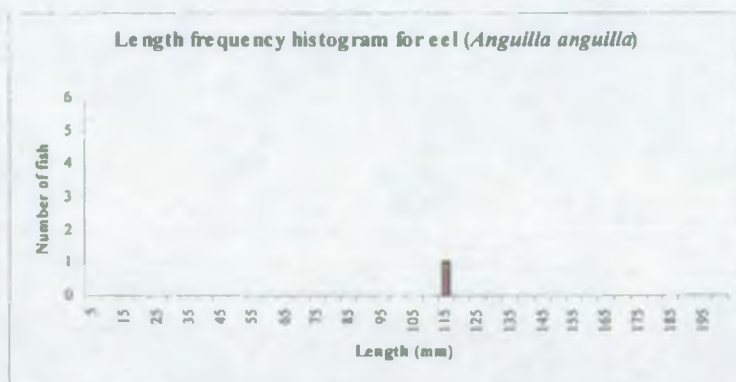 Length frequency histogram for eel (Anguilla anguilla)
Number of fish
6
5
4
3
2
1
0
5 15 25 35 45 55 65 75 85 95 105 115 125 135 145 155 165 175 185 195
Length (mm)